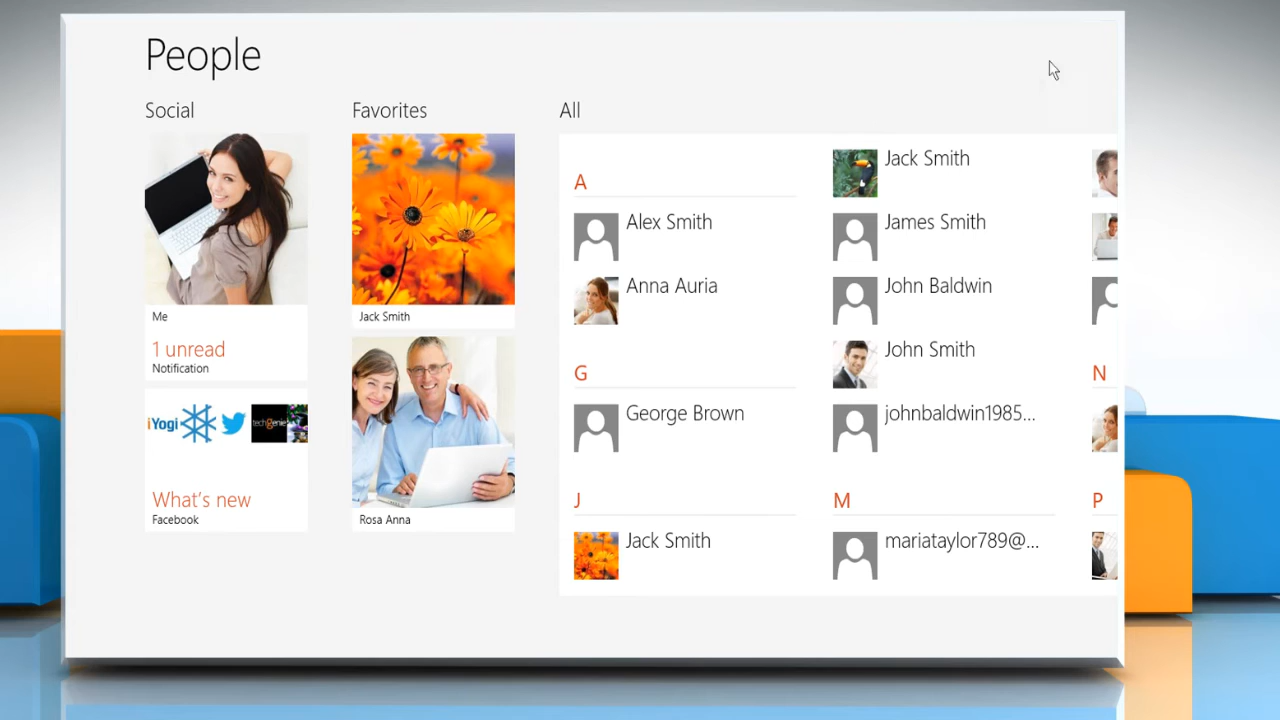 People
Social
Favorites
All
Me
1 unread
Notification
iYogi
techgenie
What's new
Facebook
Jack Smith
Rosa Anna
A
Alex Smith
Anna Auria
G
George Brown
J
Jack Smith
Jack Smith
James Smith
John Baldwin
John Smith
johnbaldwin1985...
M
mariataylor789@...
N
P